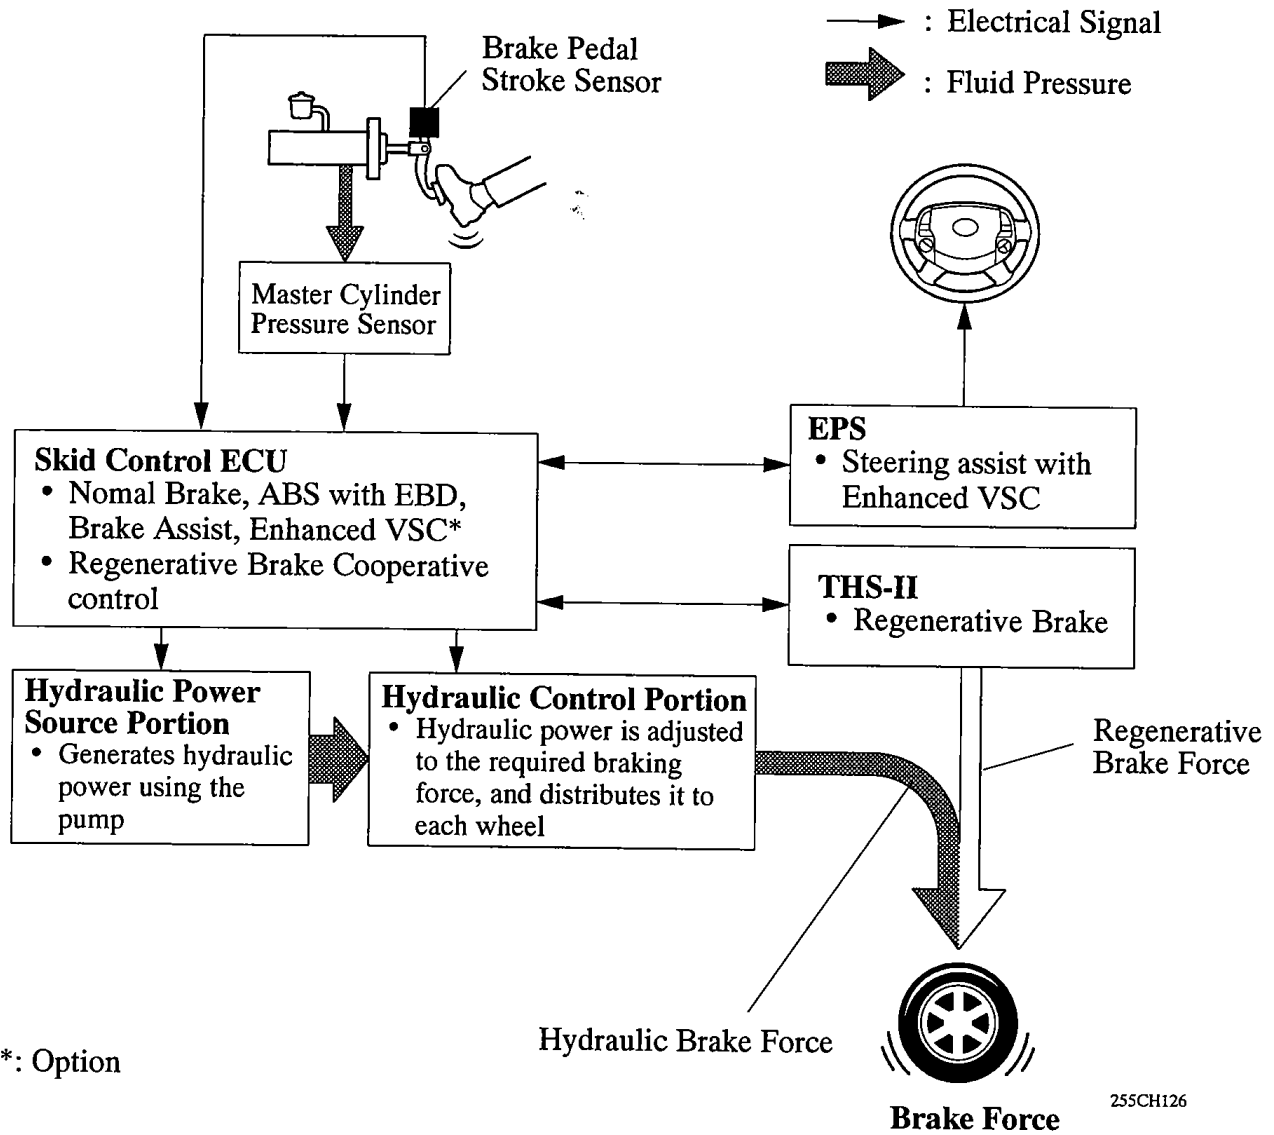 : Electrical Signal
: Fluid Pressure
Brake Pedal
Stroke Sensor
Master Cylinder
Pressure Sensor
Skid Control ECU
• Nomal Brake, ABS with EBD,
Brake Assist, Enhanced VSC*
• Regenerative Brake Cooperative
control
EPS
• Steering assist with
Enhanced VSC
THS-II
• Regenerative Brake
Hydraulic Power
Source Portion
• Generates hydraulic
power using the
pump
Hydraulic Control Portion
• Hydraulic power is adjusted
to the required braking
force, and distributes it to
each wheel
Regenerative
Brake Force
Hydraulic Brake Force
*: Option
Brake Force
255CH126